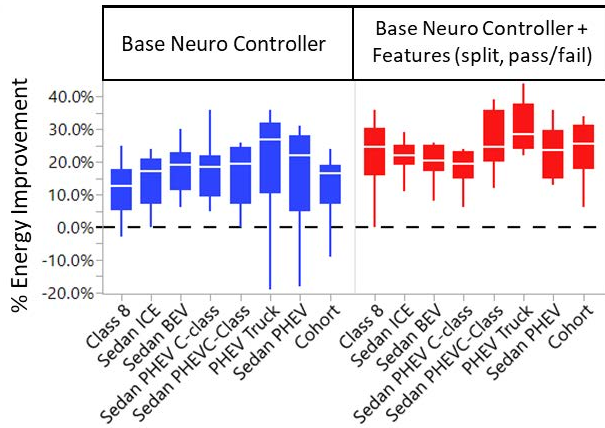 Base Neuro Controller
Base Neuro Controller +
Features (split, pass/fail)
% Energy Improvement
40.0%
30.0%
20.0%
10.0%
0.0%
-10.0%
-20.0%
Class 8
Sedan ICE
Sedan BEV
Sedan PHEV C-class
Sedan PHEVC-Class
PHEV Truck
Sedan PHEV
Cohort
Class 8
Sedan ICE
Sedan BEV
Sedan PHEV C-class
Sedan PHEVC-Class
PHEV Truck
Sedan PHEV
Cohort